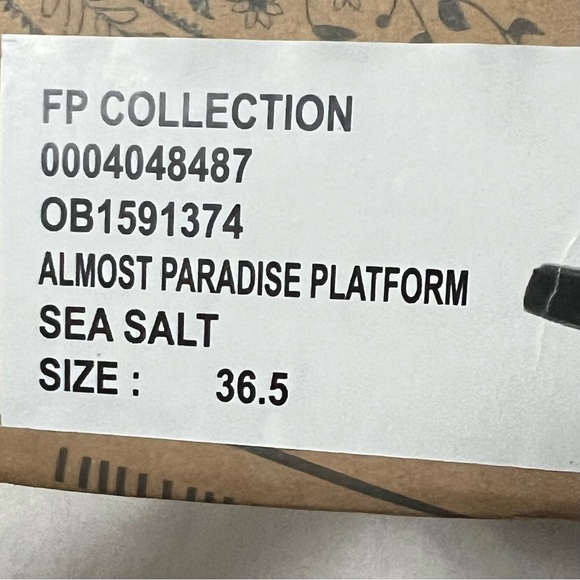 FP COLLECTION
0004048487
OB1591374
ALMOST PARADISE PLATFORM
SEA SALT
SIZE : 36.5